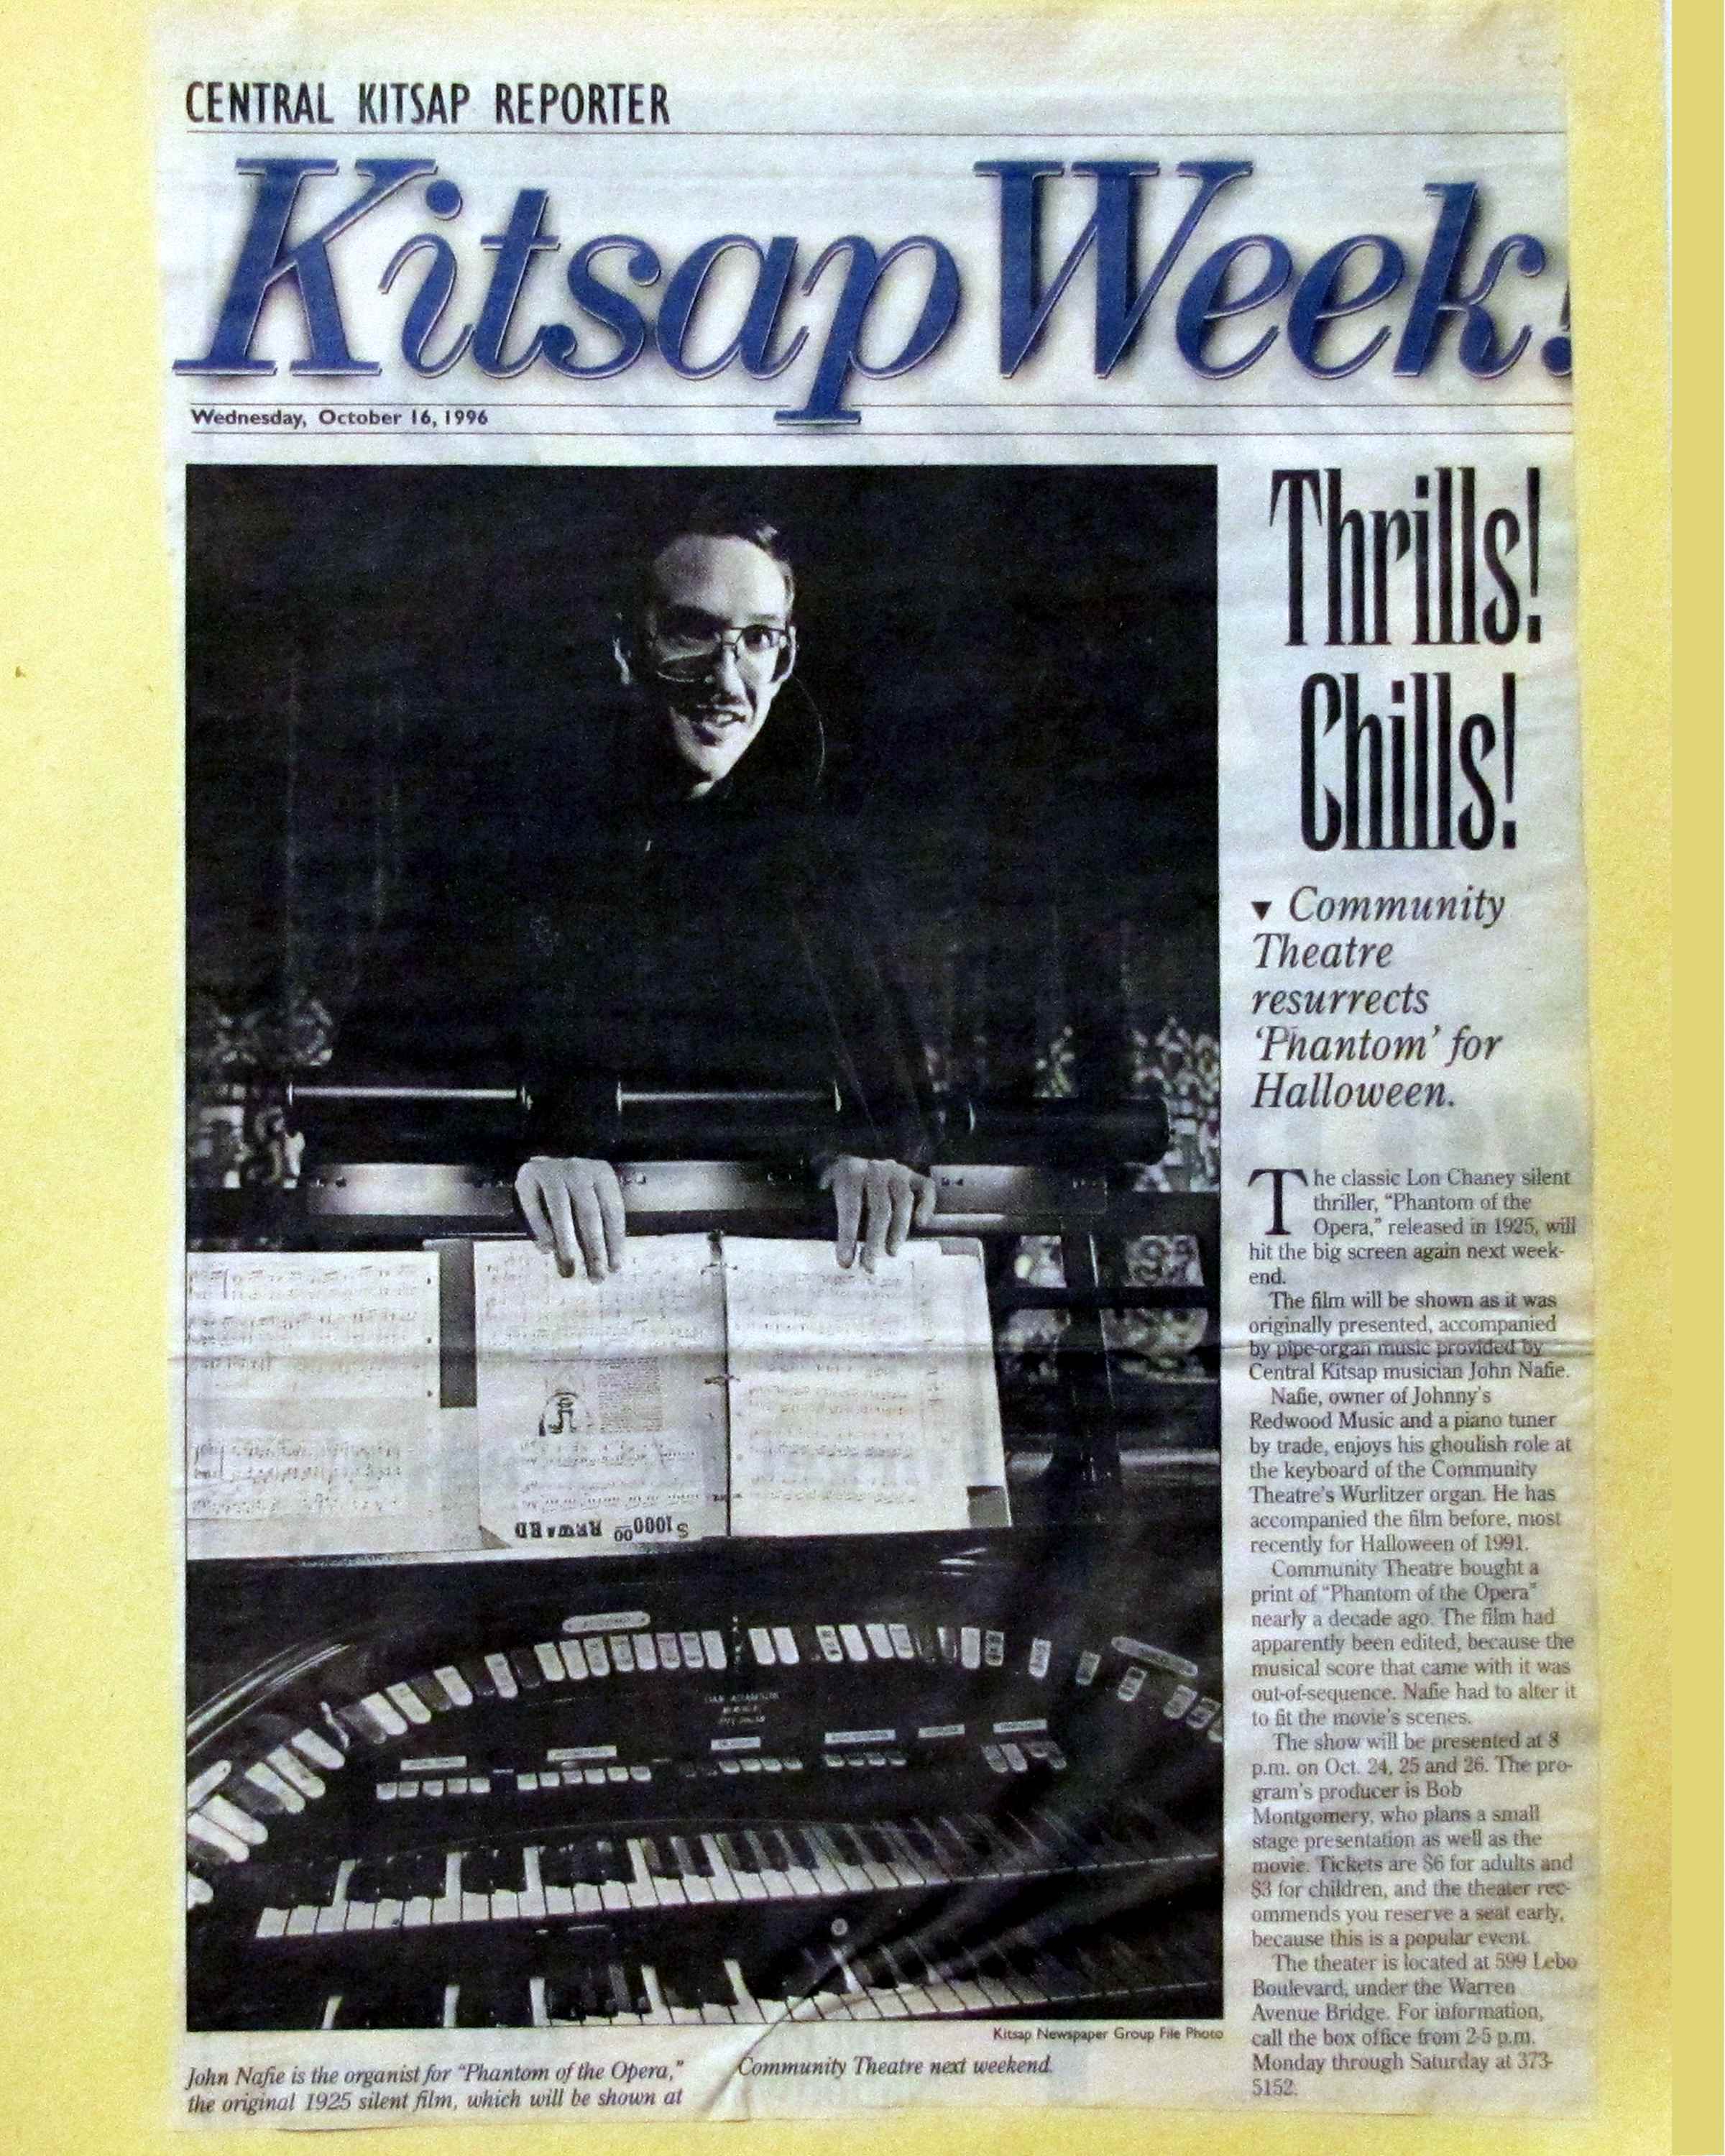 CENTRAL KITSAP REPORTER
Kitsap Week!
Wednesday, October 16, 1996
Thrills!
Chills!
▼ Community
Theatre
resurrects
‘Phantom’ for
Halloween.
The classic Lon Chaney silent
thriller, “Phantom of the
Opera,” released in 1925, will
hit the big screen again next week-
end.
The film will be shown as it was
originally presented, accompanied
by pipe-organ music provided by
Central Kitsap musician John Nafie.
Nafie, owner of Johnny’s
Redwood Music and a piano tuner
by trade, enjoys his ghoulish role at
the keyboard of the Community
Theatre’s Wurlitzer organ. He has
accompanied the film before, most
recently for Halloween of 1991.
Community Theatre bought a
print of “Phantom of the Opera”
nearly a decade ago. The film had
apparently been edited, because the
musical score that came with it was
out-of-sequence. Nafie had to alter it
to fit the movie’s scenes.
The show will be presented at 8
p.m. on Oct. 24, 25 and 26. The pro-
gram’s producer is Bob
Montgomery, who plans a small
stage presentation as well as the
movie. Tickets are $6 for adults and
$3 for children, and the theater rec-
ommends you reserve a seat early,
because this is a popular event.
The theater is located at 599 Lebo
Boulevard, under the Warren
Avenue Bridge. For information,
call the box office from 2-5 p.m.
Monday through Saturday at 373-
5152.
$1000.00 REWARD
Kitsap Newspaper Group File Photo
John Nafie is the organist for “Phantom of the Opera,”
the original 1925 silent film, which will be shown at
Community Theatre next weekend.